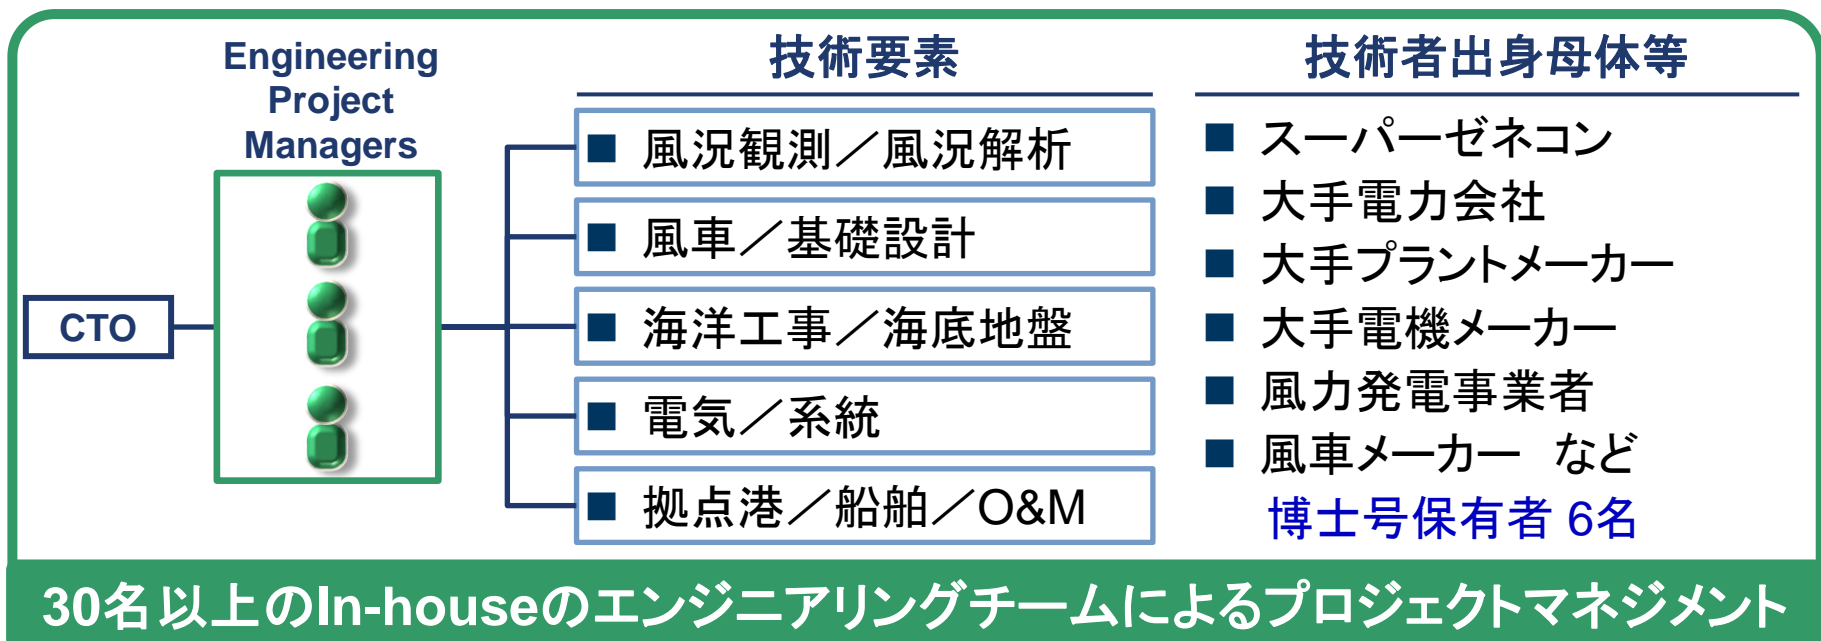 Engineering
Project
Managers
CTO
技術要素
■ 風況観測／風況解析
■ 風車／基礎設計
■ 海洋工事／海底地盤
■ 電気／系統
■ 拠点港／船舶／O&M
技術者出身母体等
■ スーパーゼネコン
■ 大手電力会社
■ 大手プラントメーカー
■ 大手電機メーカー
■ 風力発電事業者
■ 風車メーカー　など
博士号保有者 6名
30名以上のIn-houseのエンジニアリングチームによるプロジェクトマネジメント